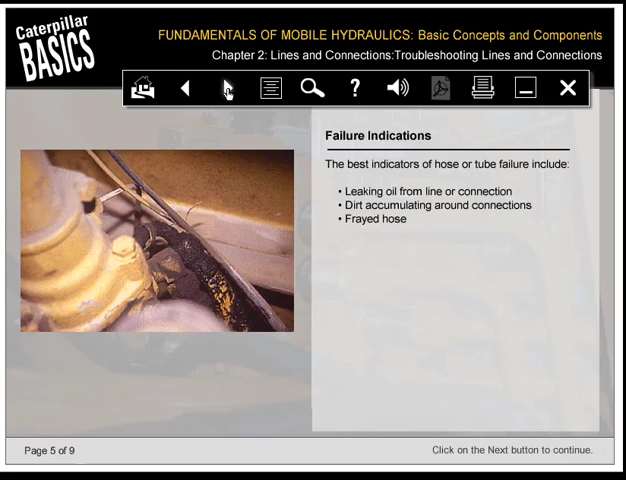 Caterpillar
BASICS
FUNDAMENTALS OF MOBILE HYDRAULICS: Basic Concepts and Components
Chapter 2: Lines and Connections:Troubleshooting Lines and Connections
?
Failure Indications
The best indicators of hose or tube failure include:
• Leaking oil from line or connection
• Dirt accumulating around connections
• Frayed hose
Page 5 of 9
Click on the Next button to continue.